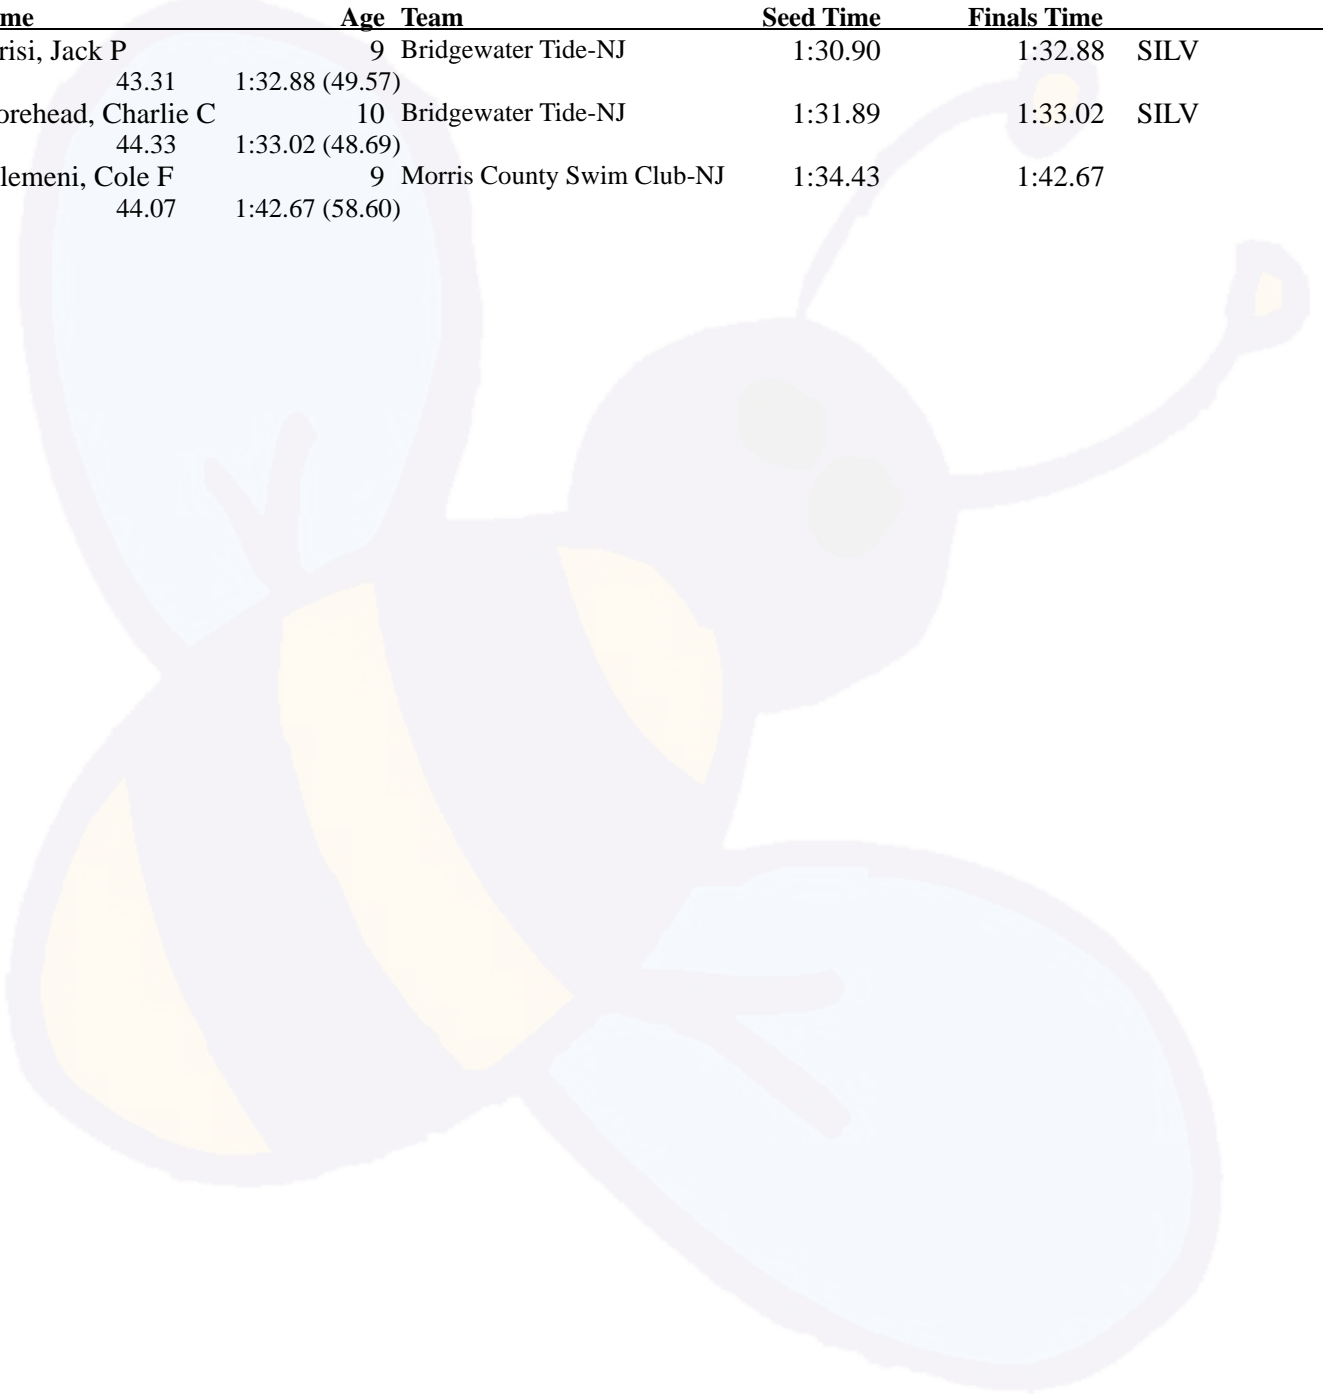 me Age Team Seed Time Finals Time
risi, Jack P 9 Bridgewater Tide-NJ 1:30.90 1:32.88 SILV
43.31 1:32.88 (49.57)
orehead, Charlie C 10 Bridgewater Tide-NJ 1:31.89 1:33.02 SILV
44.33 1:33.02 (48.69)
lemeni, Cole F 9 Morris County Swim Club-NJ 1:34.43 1:42.67
44.07 1:42.67 (58.60)